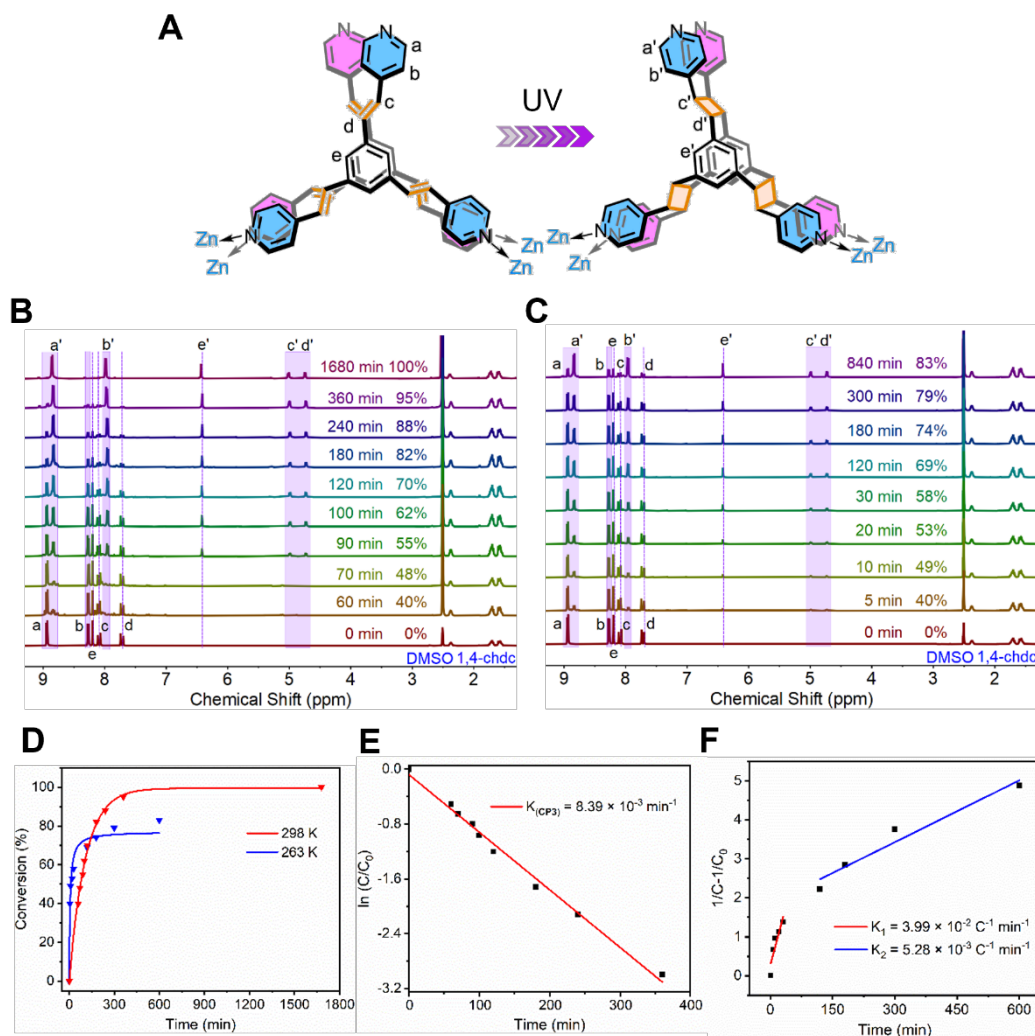 A
N
N
a
b
c
d
e
N
N
Zn
Zn
Zn
Zn
UV
N
N
a'
b'
c'
d'
e'
N
N
Zn
Zn
Zn
Zn
B
a' b' e' c' d'
1680 min 100%
360 min 95%
240 min 88%
180 min 82%
120 min 70%
100 min 62%
90 min 55%
70 min 48%
60 min 40%
a b c d
0 min 0%
e
DMSO 1,4-chdc
9 8 7 6 5 4 3 2
Chemical Shift (ppm)
C
a a' b e c b' d e' c' d'
840 min 83%
300 min 79%
180 min 74%
120 min 69%
30 min 58%
20 min 53%
10 min 49%
5 min 40%
a b c d
0 min 0%
e
DMSO 1,4-chdc
9 8 7 6 5 4 3 2
Chemical Shift (ppm)
D
Conversion (%)
100
80
60
40
20
0
298 K
263 K
0 300 600 900 1200 1500 1800
Time (min)
E
ln (C/C0)
0.0
-0.8
-1.6
-2.4
-3.2
K(CP3) = 8.39 × 10-3 min-1
0 100 200 300 400
Time (min)
F
1/C-1/C0
5
4
3
2
1
0
K1 = 3.99 × 10-2 C-1 min-1
K2 = 5.28 × 10-3 C-1 min-1
0 150 300 450 600
Time (min)